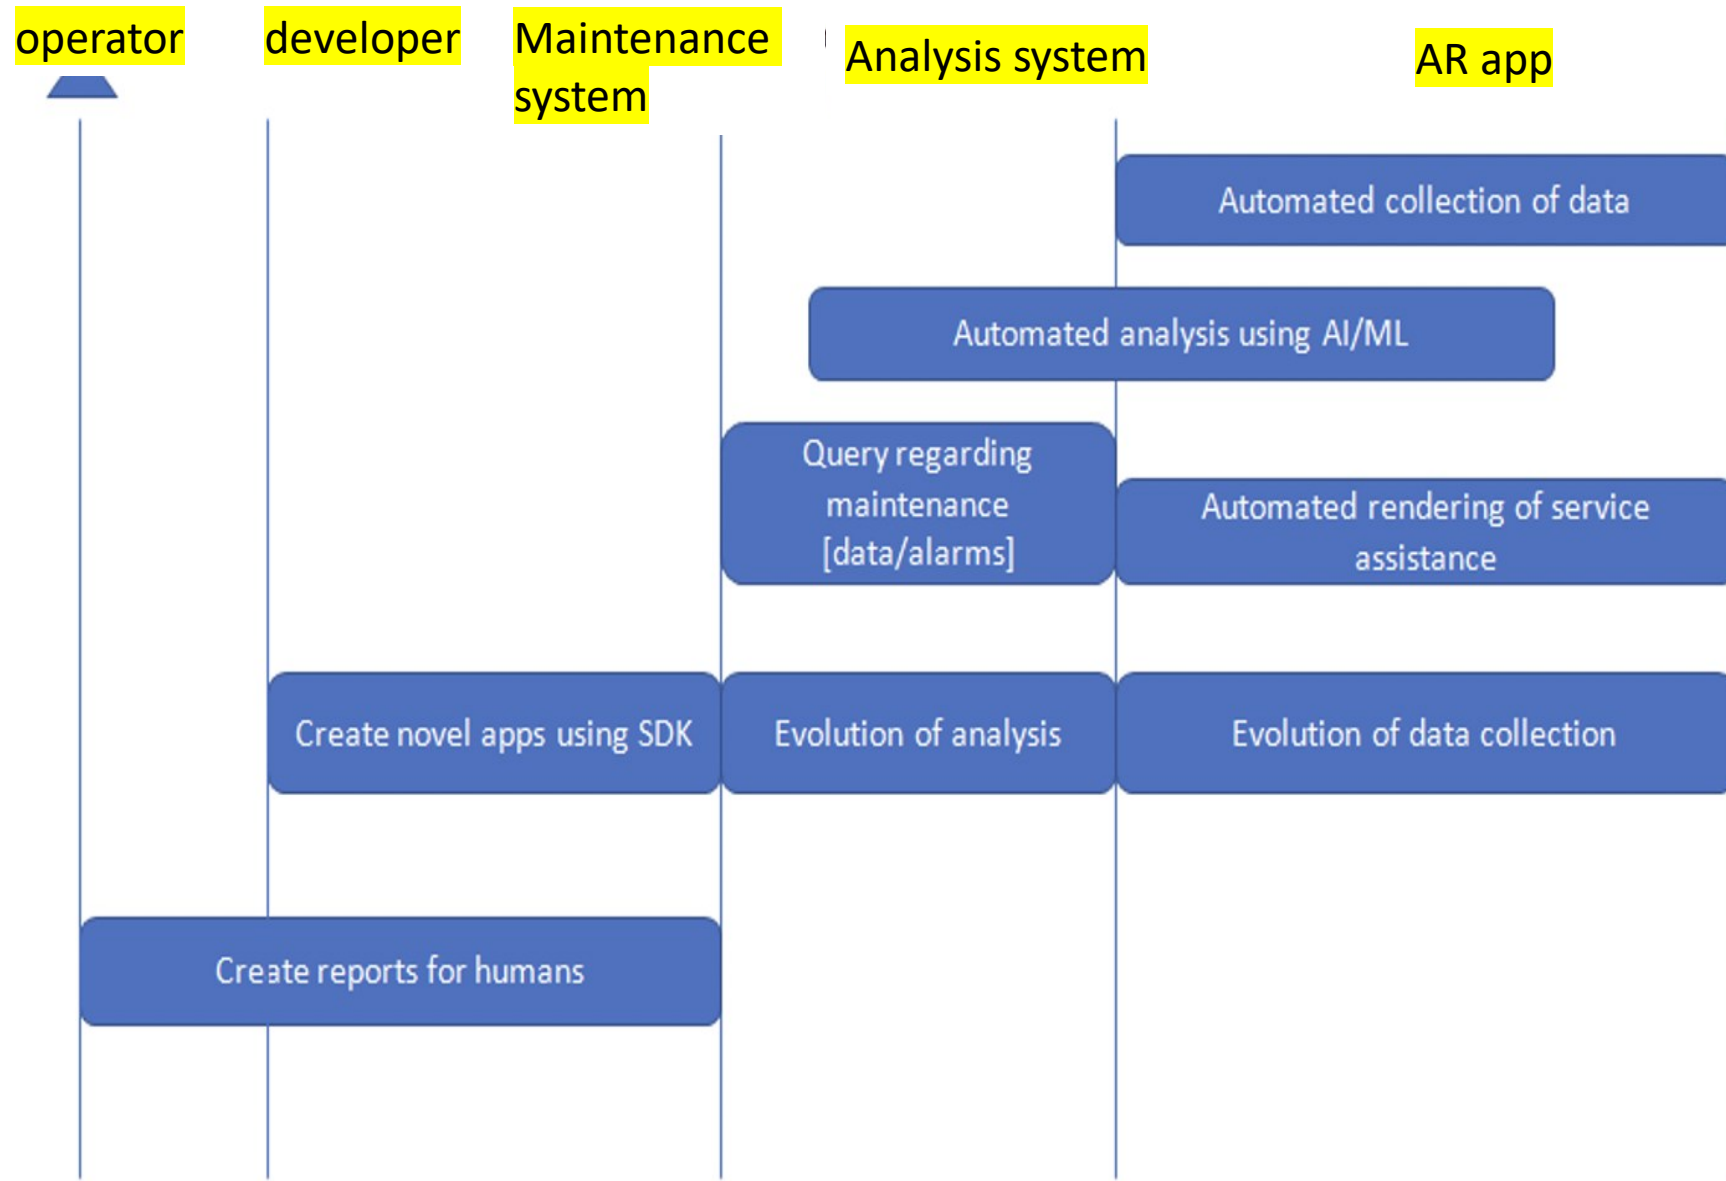 operator
developer
Maintenance
system
Analysis system
AR app
Automated collection of data
Automated analysis using AI/ML
Query regarding
maintenance
[data/alarms]
Automated rendering of service
assistance
Create novel apps using SDK
Evolution of analysis
Evolution of data collection
Create reports for humans